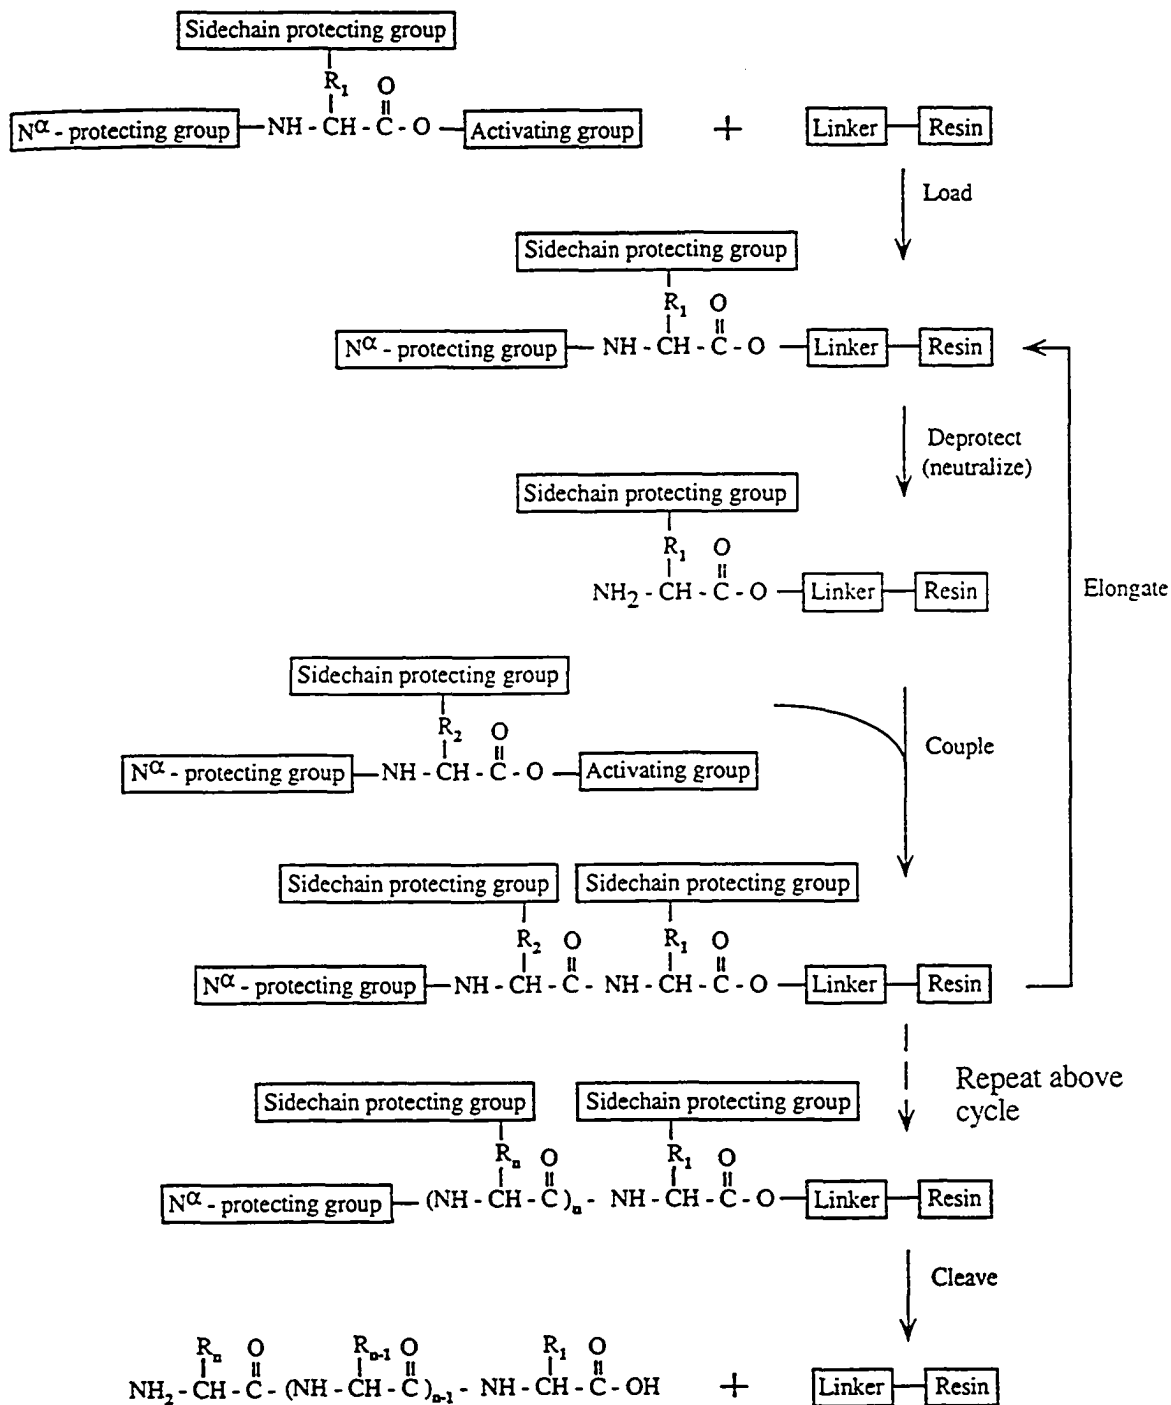 Sidechain protecting group
R₁ O
Nα - protecting group NH - CH - C - O Activating group + Linker Resin
Load
Sidechain protecting group
R₁ O
Nα - protecting group NH - CH - C - O Linker Resin
Deprotect
(neutralize)
Sidechain protecting group
R₁ O
NH₂ - CH - C - O Linker Resin
Elongate
Sidechain protecting group
R₂ O
Nα - protecting group NH - CH - C - O Activating group
Couple
Sidechain protecting group Sidechain protecting group
R₂ O R₁ O
Nα - protecting group NH - CH - C - NH - CH - C - O Linker Resin
Repeat above
cycle
Sidechain protecting group Sidechain protecting group
Rₙ O R₁ O
Nα - protecting group (NH - CH - C)ₙ - NH - CH - C - O Linker Resin
Cleave
Rₙ O Rₙ₋₁ O R₁ O
NH₂ - CH - C - (NH - CH - C)ₙ₋₁ - NH - CH - C - OH + Linker Resin